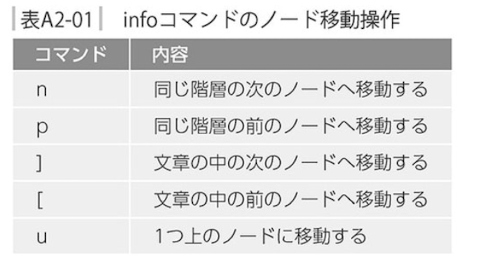 表A2-01 infoコマンドのノード移動操作
コマンド 内容
n 同じ階層の次のノードへ移動する
p 同じ階層の前のノードへ移動する
] 文章の中の次のノードへ移動する
[ 文章の中の前のノードへ移動する
u 1つ上のノードに移動する